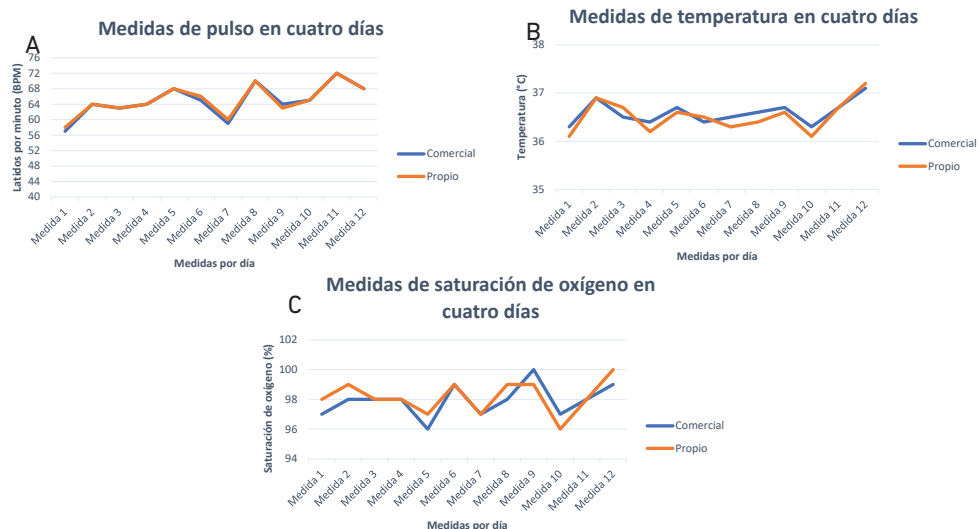 A
Medidas de pulso en cuatro días
Latidos por minuto (BPM)
76
72
68
64
60
56
52
48
44
40
Medida 1
Medida 2
Medida 3
Medida 4
Medida 5
Medida 6
Medida 7
Medida 8
Medida 9
Medida 10
Medida 11
Medida 12
Medidas por día
Comercial
Propio
B
Medidas de temperatura en cuatro días
Temperatura (°C)
38
37
36
35
Medida 1
Medida 2
Medida 3
Medida 4
Medida 5
Medida 6
Medida 7
Medida 8
Medida 9
Medida 10
Medida 11
Medida 12
Medidas por día
Comercial
Propio
C
Medidas de saturación de oxígeno en
cuatro días
Saturación de oxígeno (%)
102
100
98
96
94
Medida 1
Medida 2
Medida 3
Medida 4
Medida 5
Medida 6
Medida 7
Medida 8
Medida 9
Medida 10
Medida 11
Medida 12
Medidas por día
Comercial
Propio